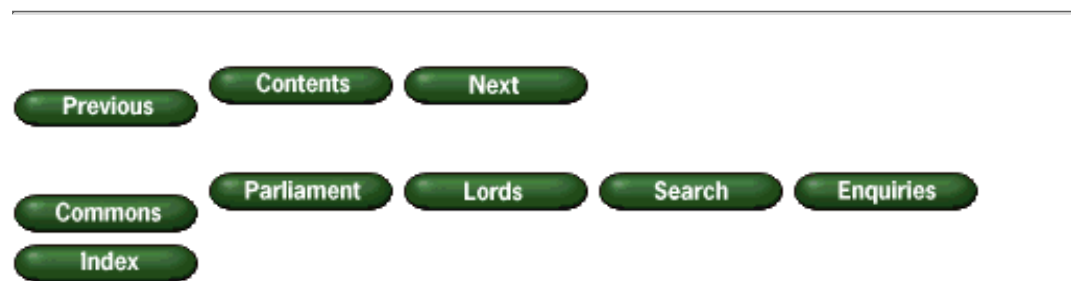 Previous Contents Next
Commons Parliament Lords Search Enquiries
Index